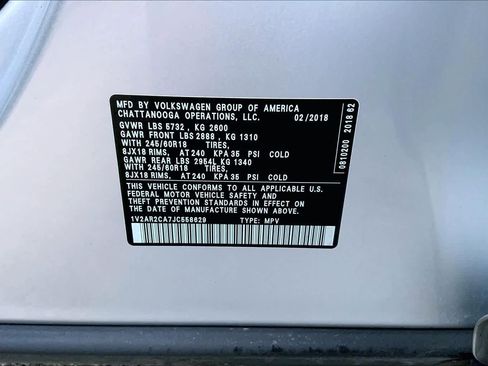 MFD BY VOLKSWAGEN GROUP OF AMERICA
CHATTANOOGA OPERATIONS, LLC. 02/2018
GVWR LBS 5732 , KG 2600
GAWR FRONT LBS 2888 , KG 1310
WITH 245/60R18 TIRES,
8JX18 RIMS, AT 240 KPA 35 PSI COLD
GAWR REAR LBS 2954L KG 1340
WITH 245/60R18 TIRES,
8JX18 RIMS, AT 240 KPA 35 PSI COLD
THIS VEHICLE CONFORMS TO ALL APPLICABLE U.S.
FEDERAL MOTOR VEHICLE SAFETY AND
THEFT PREVENTION STANDARDS IN EFFECT ON
THE DATE OF MANUFACTURE SHOWN ABOVE.
1V2AR2CA7JC558629 TYPE: MPV
0810200 2018 62